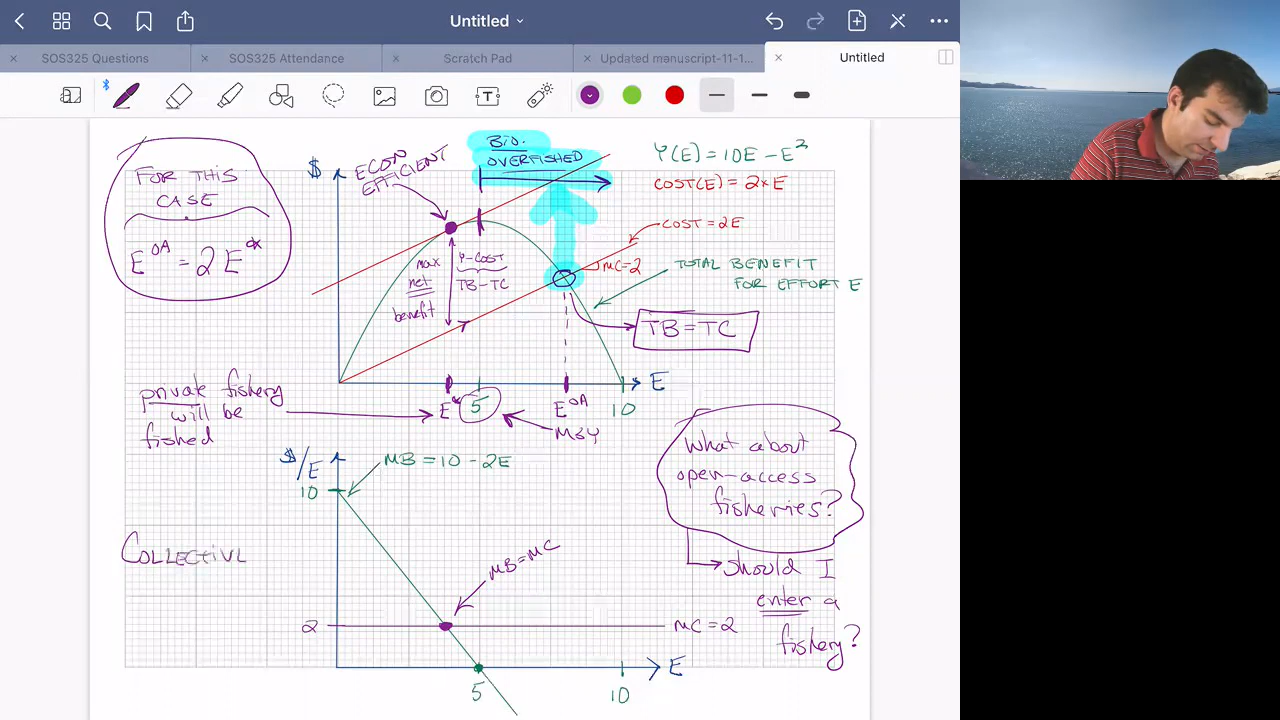 Untitled
SOS325 Questions
SOS325 Attendance
Scratch Pad
Updated manuscript-11-1...
Untitled
FOR THIS
CASE
E^OA = 2E*
$
ECON
EFFICIENT
BIO.
OVERFISHED
Y(E) = 10E - E²
COST(E) = 2×E
COST = 2E
MC=2
TOTAL BENEFIT
FOR EFFORT E
max
net
benefit
Y-COST
TB-TC
TB = TC
E
private fishery
will be
fished
E*
5
E^OA
10
MSY
What about
open-access
fisheries?
should I
enter a
fishery?
$/E
10
MB = 10 - 2E
COLLECTIVE
MB=MC
2
MC = 2
E
5
10